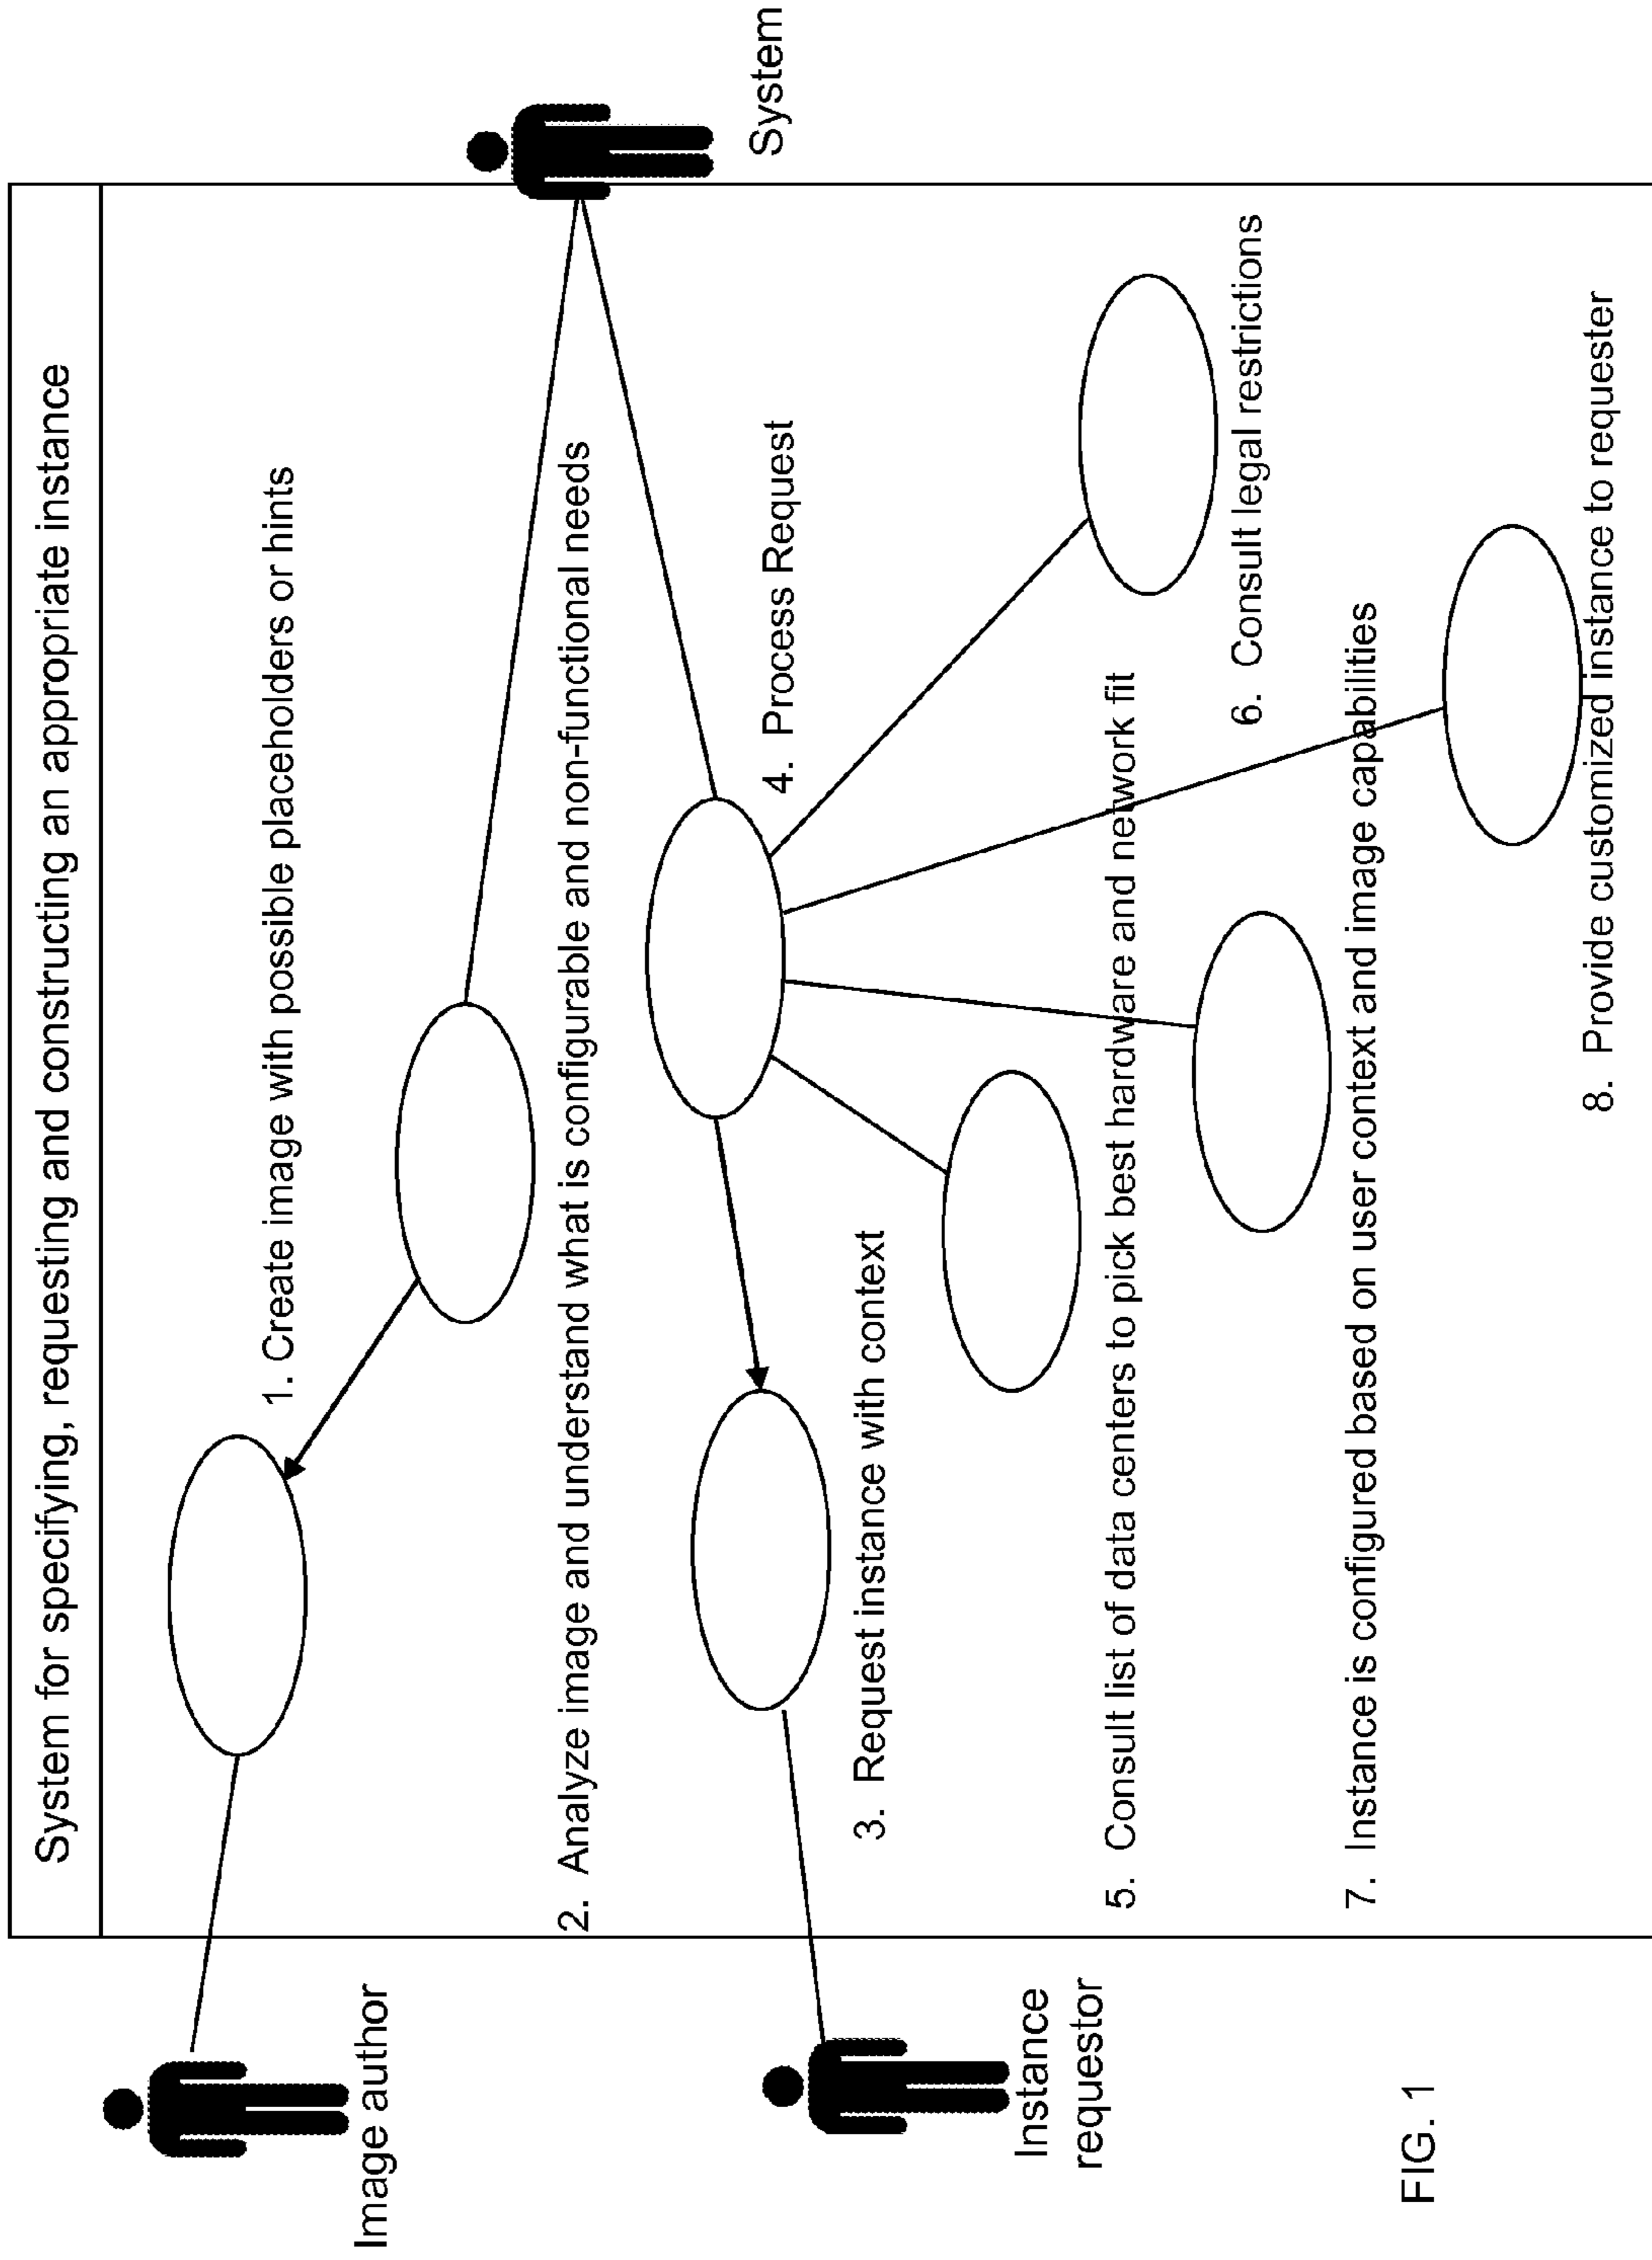 System for specifying, requesting and constructing an appropriate instance
Image author
1. Create image with possible placeholders or hints
System
2. Analyze image and understand what is configurable and non-functional needs
4. Process Request
Instance
requestor
3. Request instance with context
5. Consult list of data centers to pick best hardware and network fit
6. Consult legal restrictions
7. Instance is configured based on user context and image capabilities
8. Provide customized instance to requester
FIG. 1